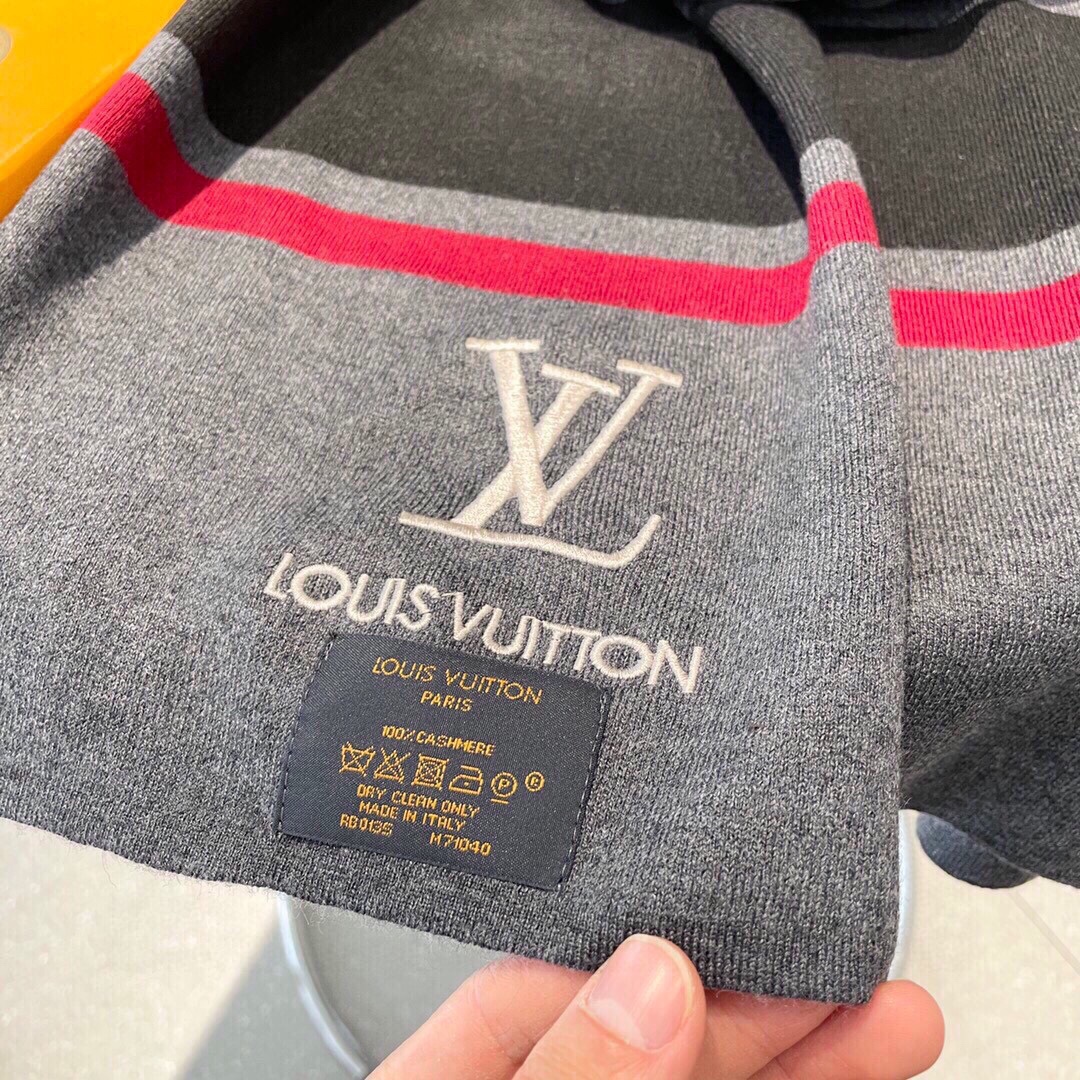 LV
LOUIS VUITTON
LOUIS VUITTON
PARIS
100% CASHMERE
P R
DRY CLEAN ONLY
MADE IN ITALY
RB0135 M71040